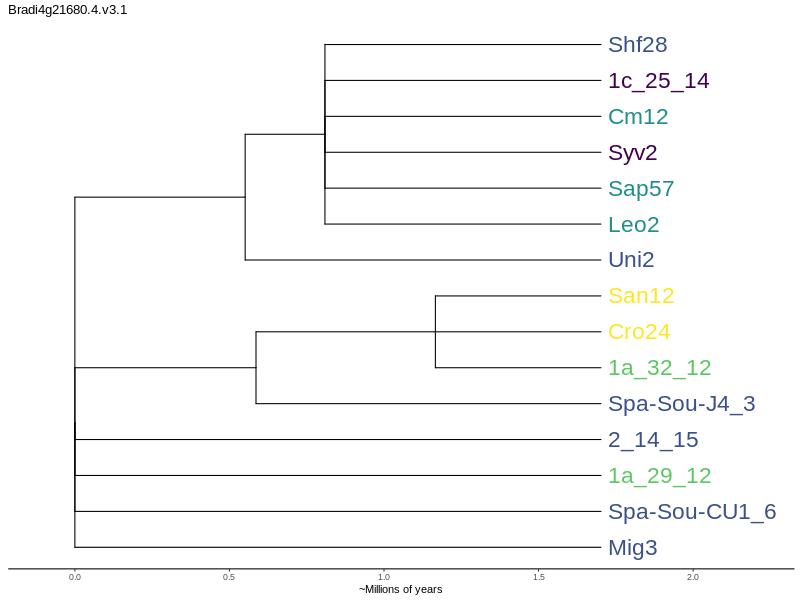 Bradi4g21680.4.v3.1
Shf28
1c_25_14
Cm12
Syv2
Sap57
Leo2
Uni2
San12
Cro24
1a_32_12
Spa-Sou-J4_3
2_14_15
1a_29_12
Spa-Sou-CU1_6
Mig3
0.0 0.5 1.0 1.5 2.0
~Millions of years